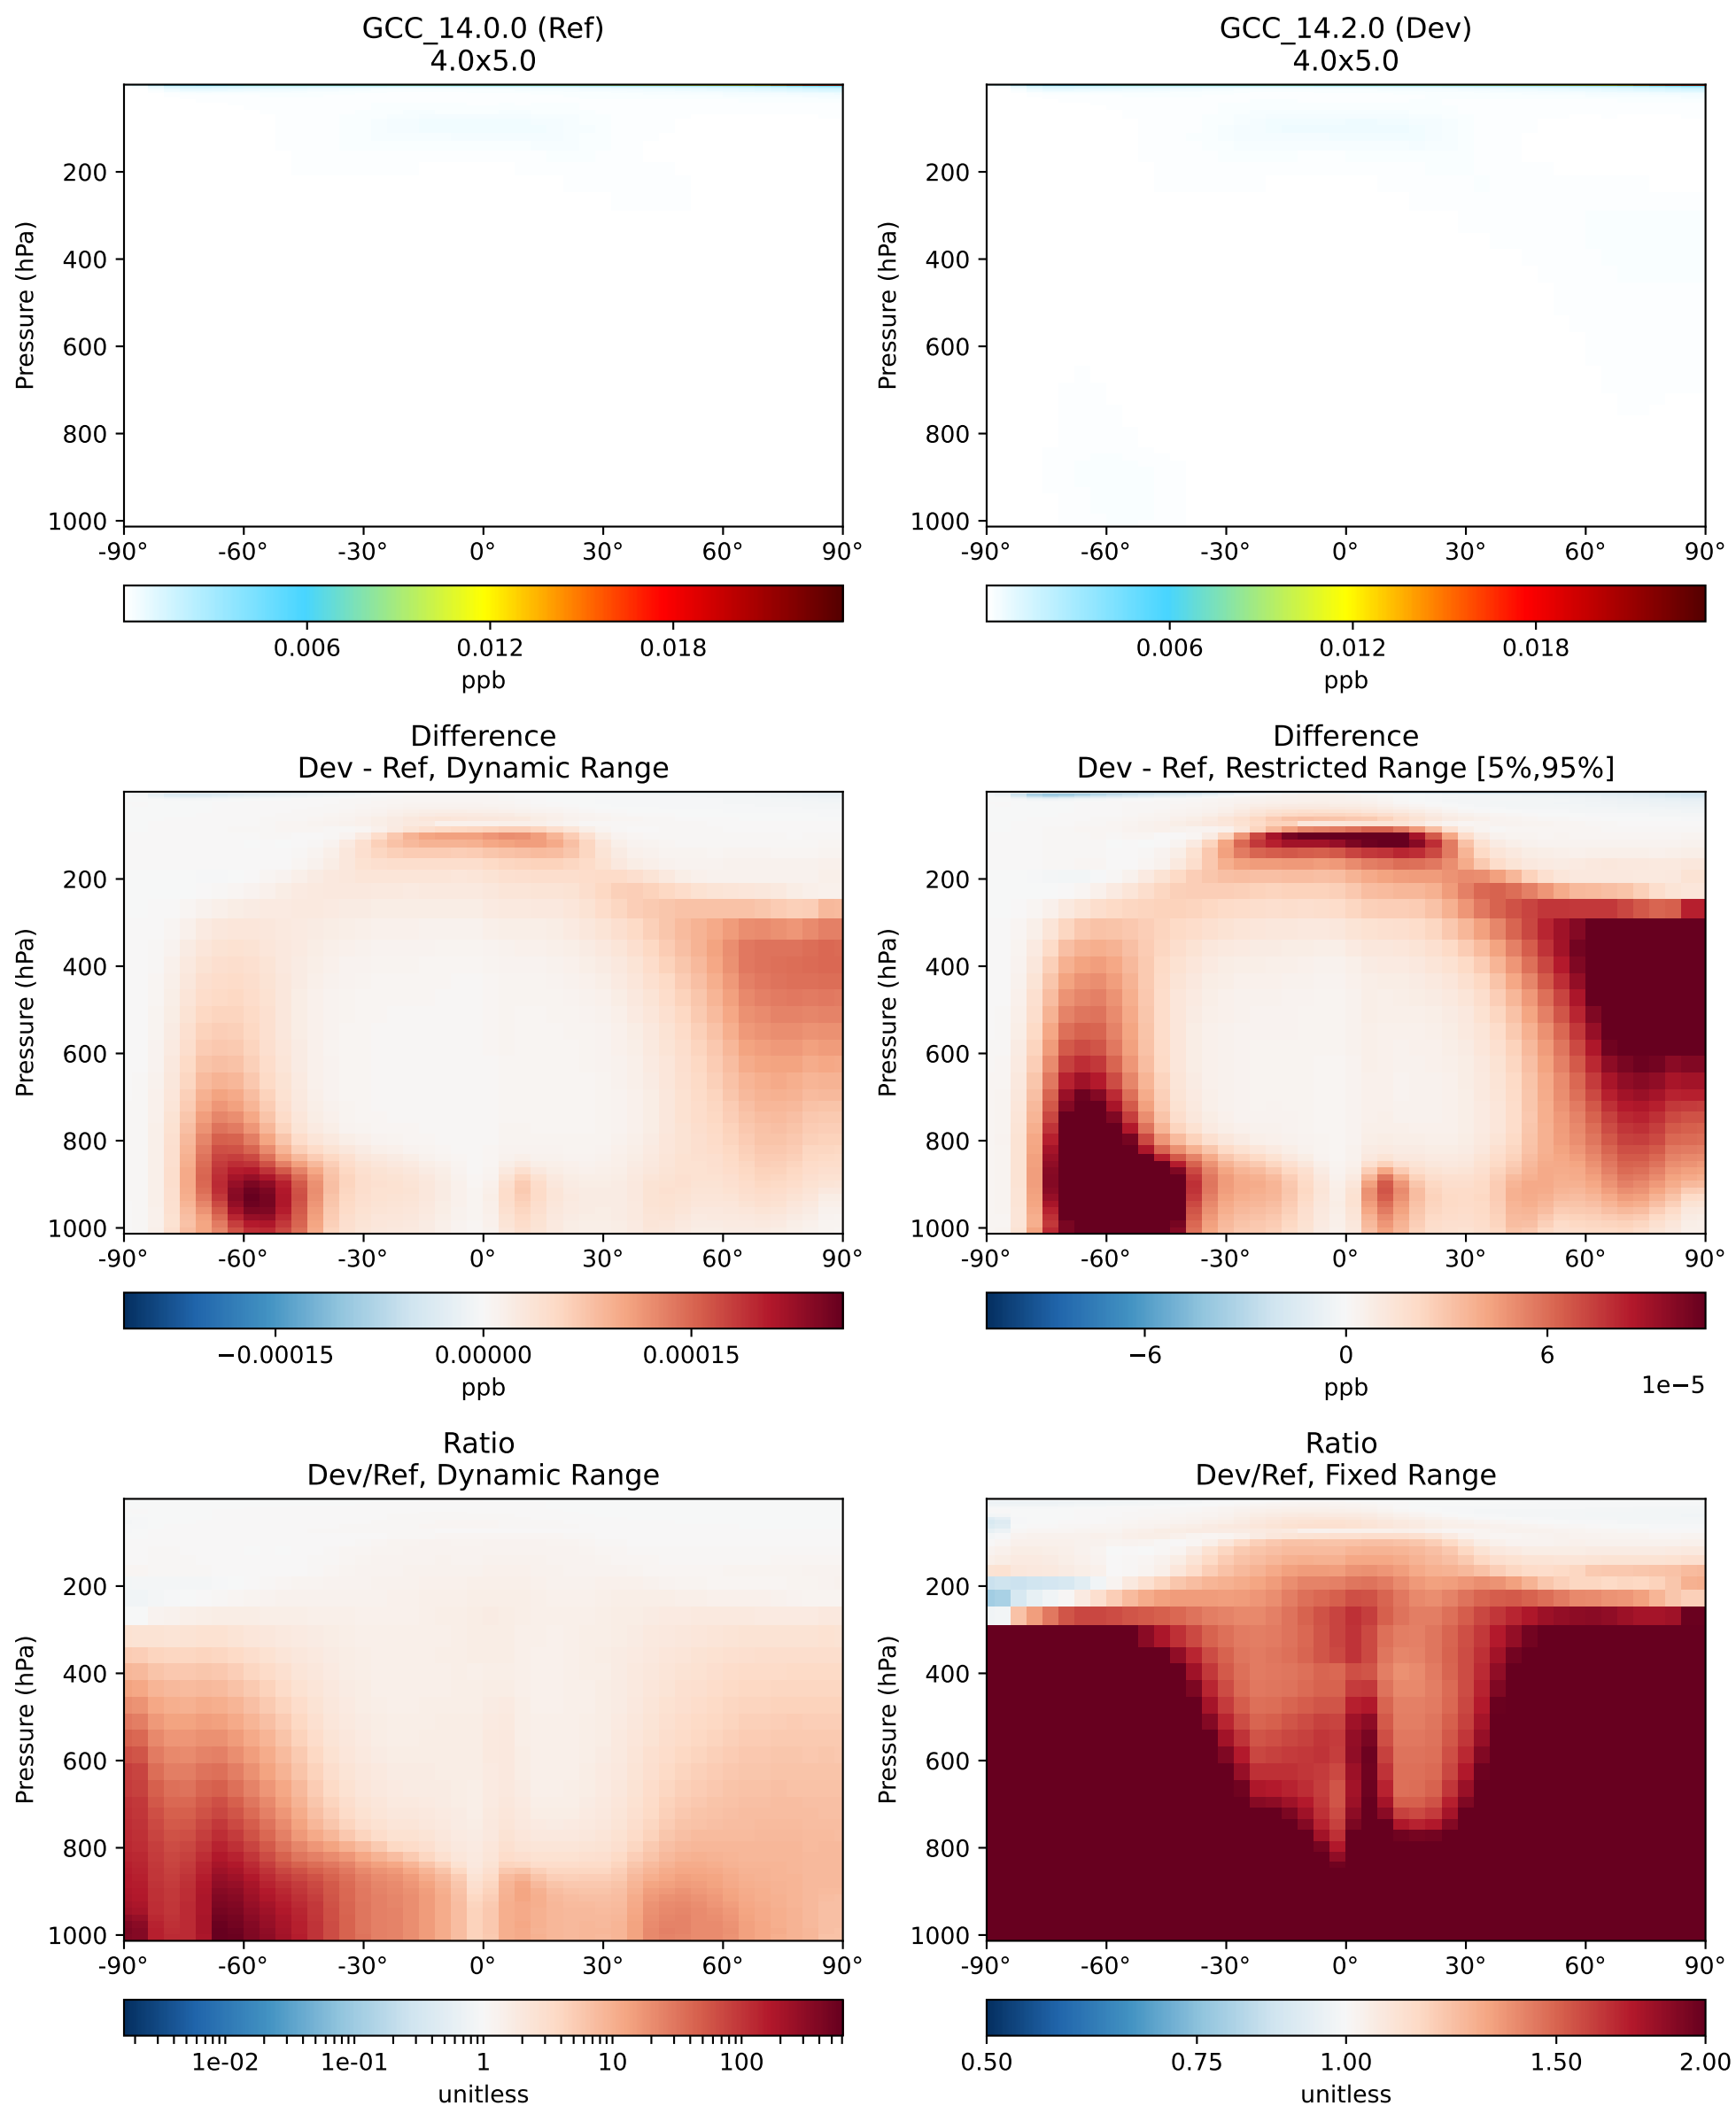 GCC_14.0.0 (Ref)
4.0x5.0
Pressure (hPa)
200
400
600
800
1000
-90° -60° -30° 0° 30° 60° 90°
0.006 0.012 0.018
ppb
GCC_14.2.0 (Dev)
4.0x5.0
Pressure (hPa)
200
400
600
800
1000
-90° -60° -30° 0° 30° 60° 90°
0.006 0.012 0.018
ppb
Difference
Dev - Ref, Dynamic Range
Pressure (hPa)
200
400
600
800
1000
-90° -60° -30° 0° 30° 60° 90°
−0.00015 0.00000 0.00015
ppb
Difference
Dev - Ref, Restricted Range [5%,95%]
Pressure (hPa)
200
400
600
800
1000
-90° -60° -30° 0° 30° 60° 90°
−6 0 6
ppb
1e−5
Ratio
Dev/Ref, Dynamic Range
Pressure (hPa)
200
400
600
800
1000
-90° -60° -30° 0° 30° 60° 90°
1e-02 1e-01 1 10 100
unitless
Ratio
Dev/Ref, Fixed Range
Pressure (hPa)
200
400
600
800
1000
-90° -60° -30° 0° 30° 60° 90°
0.50 0.75 1.00 1.50 2.00
unitless